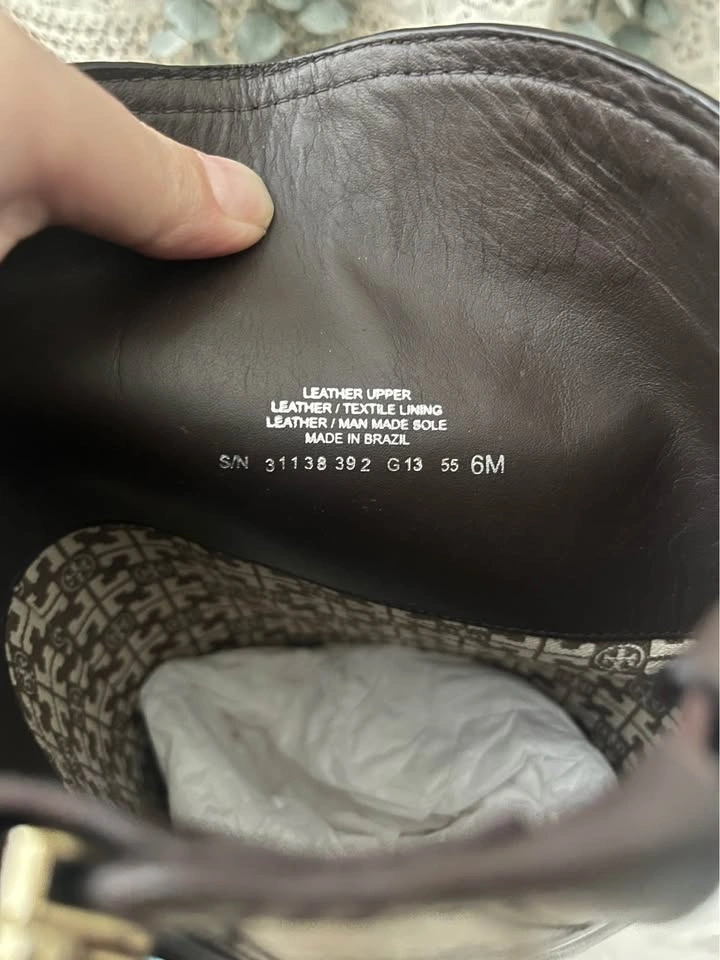 LEATHER UPPER
LEATHER / TEXTILE LINING
LEATHER / MAN MADE SOLE
MADE IN BRAZIL
S/N 31138 392 G13 55 6M